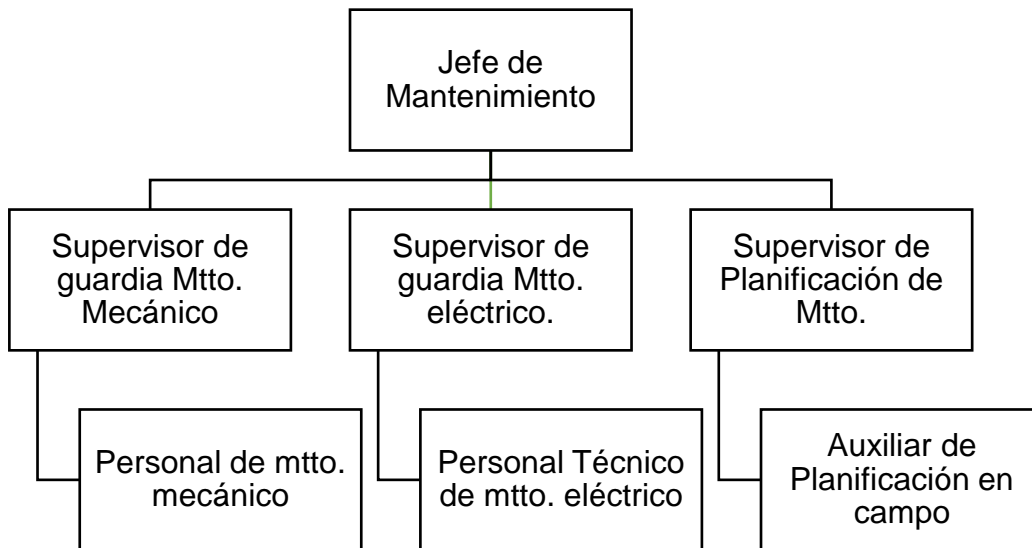 Jefe de
Mantenimiento
Supervisor de
guardia Mtto.
Mecánico
Supervisor de
guardia Mtto.
eléctrico.
Supervisor de
Planificación de
Mtto.
Personal de mtto.
mecánico
Personal Técnico
de mtto. eléctrico
Auxiliar de
Planificación en
campo